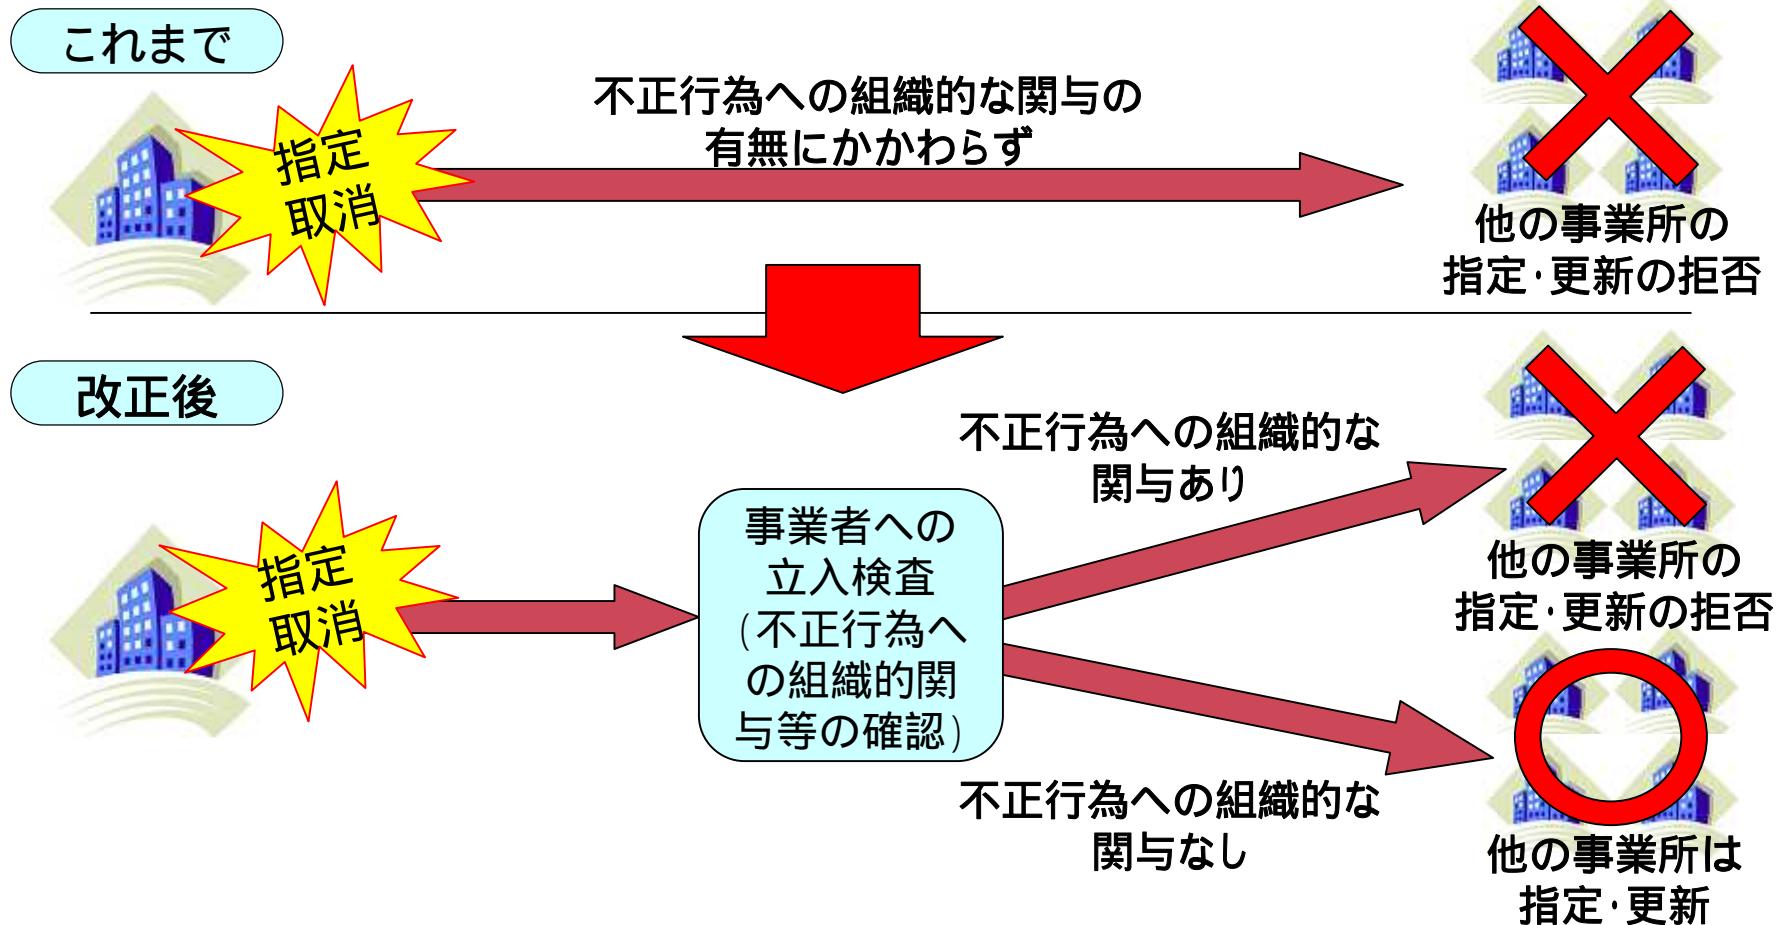 これまで
指定
取消
不正行為への組織的な関与の
有無にかかわらず
他の事業所の
指定・更新の拒否
改正後
指定
取消
事業者への
立入検査
(不正行為へ
の組織的関
与等の確認)
不正行為への組織的な
関与あり
他の事業所の
指定・更新の拒否
不正行為への組織的な
関与なし
他の事業所は
指定・更新